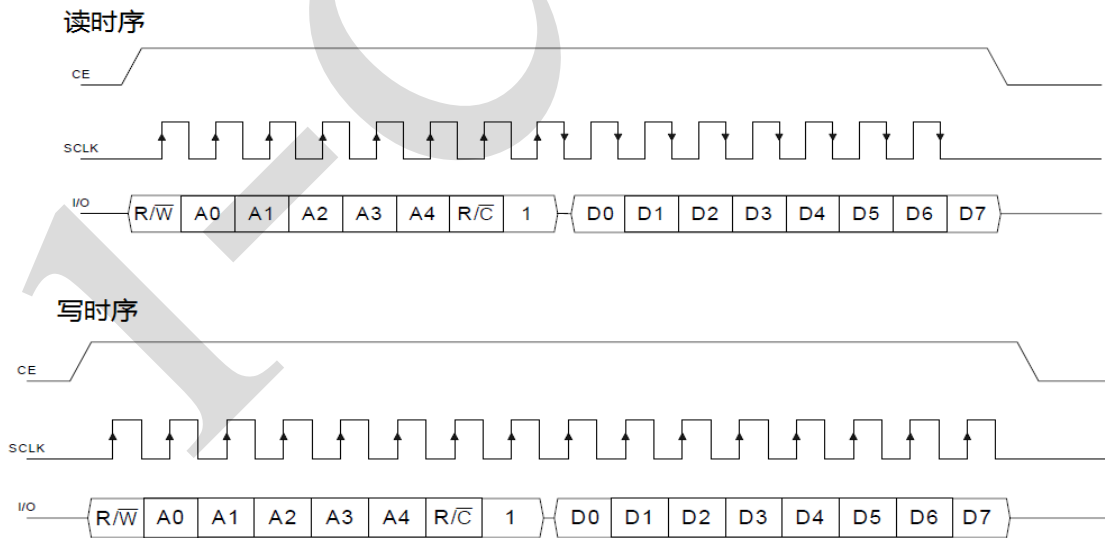 读时序
CE
SCLK
I/O R/W̅ A0 A1 A2 A3 A4 R/C̅ 1 D0 D1 D2 D3 D4 D5 D6 D7
写时序
CE
SCLK
I/O R/W̅ A0 A1 A2 A3 A4 R/C̅ 1 D0 D1 D2 D3 D4 D5 D6 D7